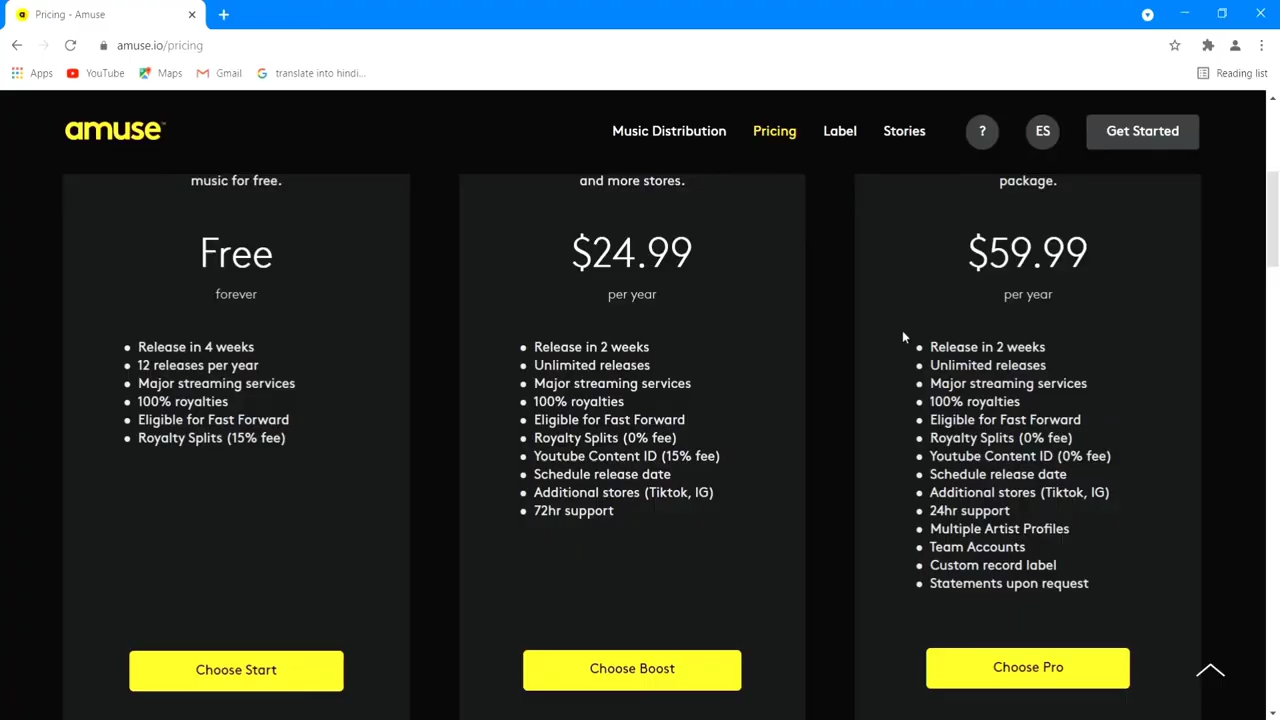 a
Pricing - Amuse
amuse.io/pricing
Apps
YouTube
Maps
Gmail
translate into hindi...
Reading list
amuse™
Music Distribution
Pricing
Label
Stories
?
ES
Get Started
music for free.
Free
forever
• Release in 4 weeks
• 12 releases per year
• Major streaming services
• 100% royalties
• Eligible for Fast Forward
• Royalty Splits (15% fee)
Choose Start
and more stores.
$24.99
per year
• Release in 2 weeks
• Unlimited releases
• Major streaming services
• 100% royalties
• Eligible for Fast Forward
• Royalty Splits (0% fee)
• Youtube Content ID (15% fee)
• Schedule release date
• Additional stores (Tiktok, IG)
• 72hr support
Choose Boost
package.
$59.99
per year
• Release in 2 weeks
• Unlimited releases
• Major streaming services
• 100% royalties
• Eligible for Fast Forward
• Royalty Splits (0% fee)
• Youtube Content ID (0% fee)
• Schedule release date
• Additional stores (Tiktok, IG)
• 24hr support
• Multiple Artist Profiles
• Team Accounts
• Custom record label
• Statements upon request
Choose Pro